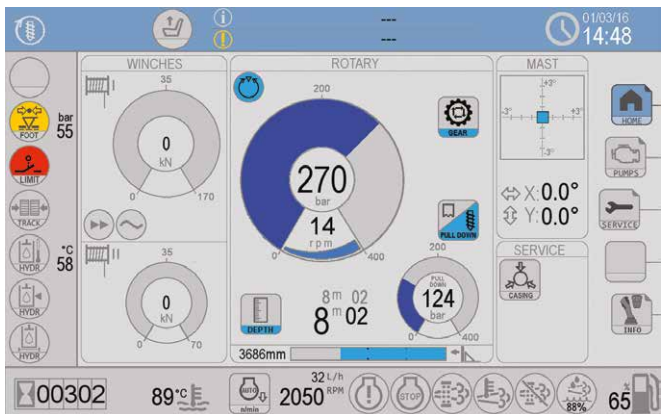 01/03/16
---
---
14:48
WINCHES
ROTARY
MAST
I
35
0
kN
0
170
200
270
bar
14
rpm
0
400
GEAR
PULL DOWN
+3°
-3°
+3°
-3°
X:0.0°
Y:0.0°
HOME
PUMPS
SERVICE
INFO
bar
55
FOOT
LIMIT
TRACK
°C
58
HYDR
HYDR
HYDR
II
35
0
kN
0
70
DEPTH
8m 02
8m 02
200
PULL
DOWN
124
bar
0
400
3686mm
SERVICE
CASING
00302
89°C
AUTO
n/min
32 L/h
2050 RPM
STOP
88%
65%